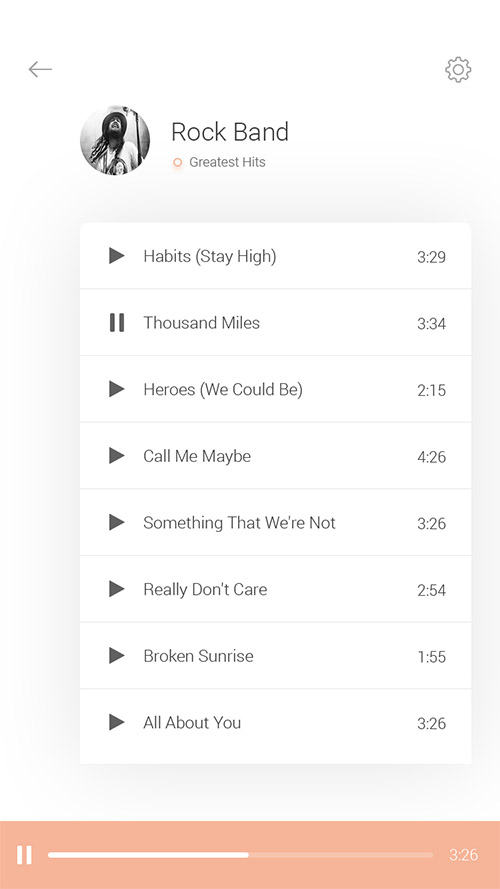 Rock Band
Greatest Hits
Habits (Stay High) 3:29
Thousand Miles 3:34
Heroes (We Could Be) 2:15
Call Me Maybe 4:26
Something That We're Not 3:26
Really Don't Care 2:54
Broken Sunrise 1:55
All About You 3:26
3:26